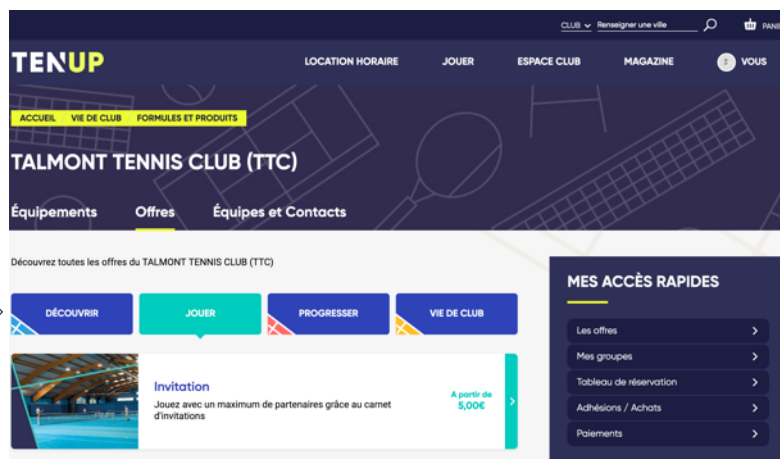 CLUB Renseigner une ville
TENUP
LOCATION HORAIRE JOUER ESPACE CLUB MAGAZINE VOUS
ACCUEIL VIE DE CLUB FORMULES ET PRODUITS
TALMONT TENNIS CLUB (TTC)
Équipements Offres Équipes et Contacts
Découvrez toutes les offres du TALMONT TENNIS CLUB (TTC)
DÉCOUVRIR JOUER PROGRESSER VIE DE CLUB
Invitation
Jouez avec un maximum de partenaires grâce au carnet
d'invitations
A partir de
5,00€
MES ACCÈS RAPIDES
Les offres
Mes groupes
Tableau de réservation
Adhésions / Achats
Paiements